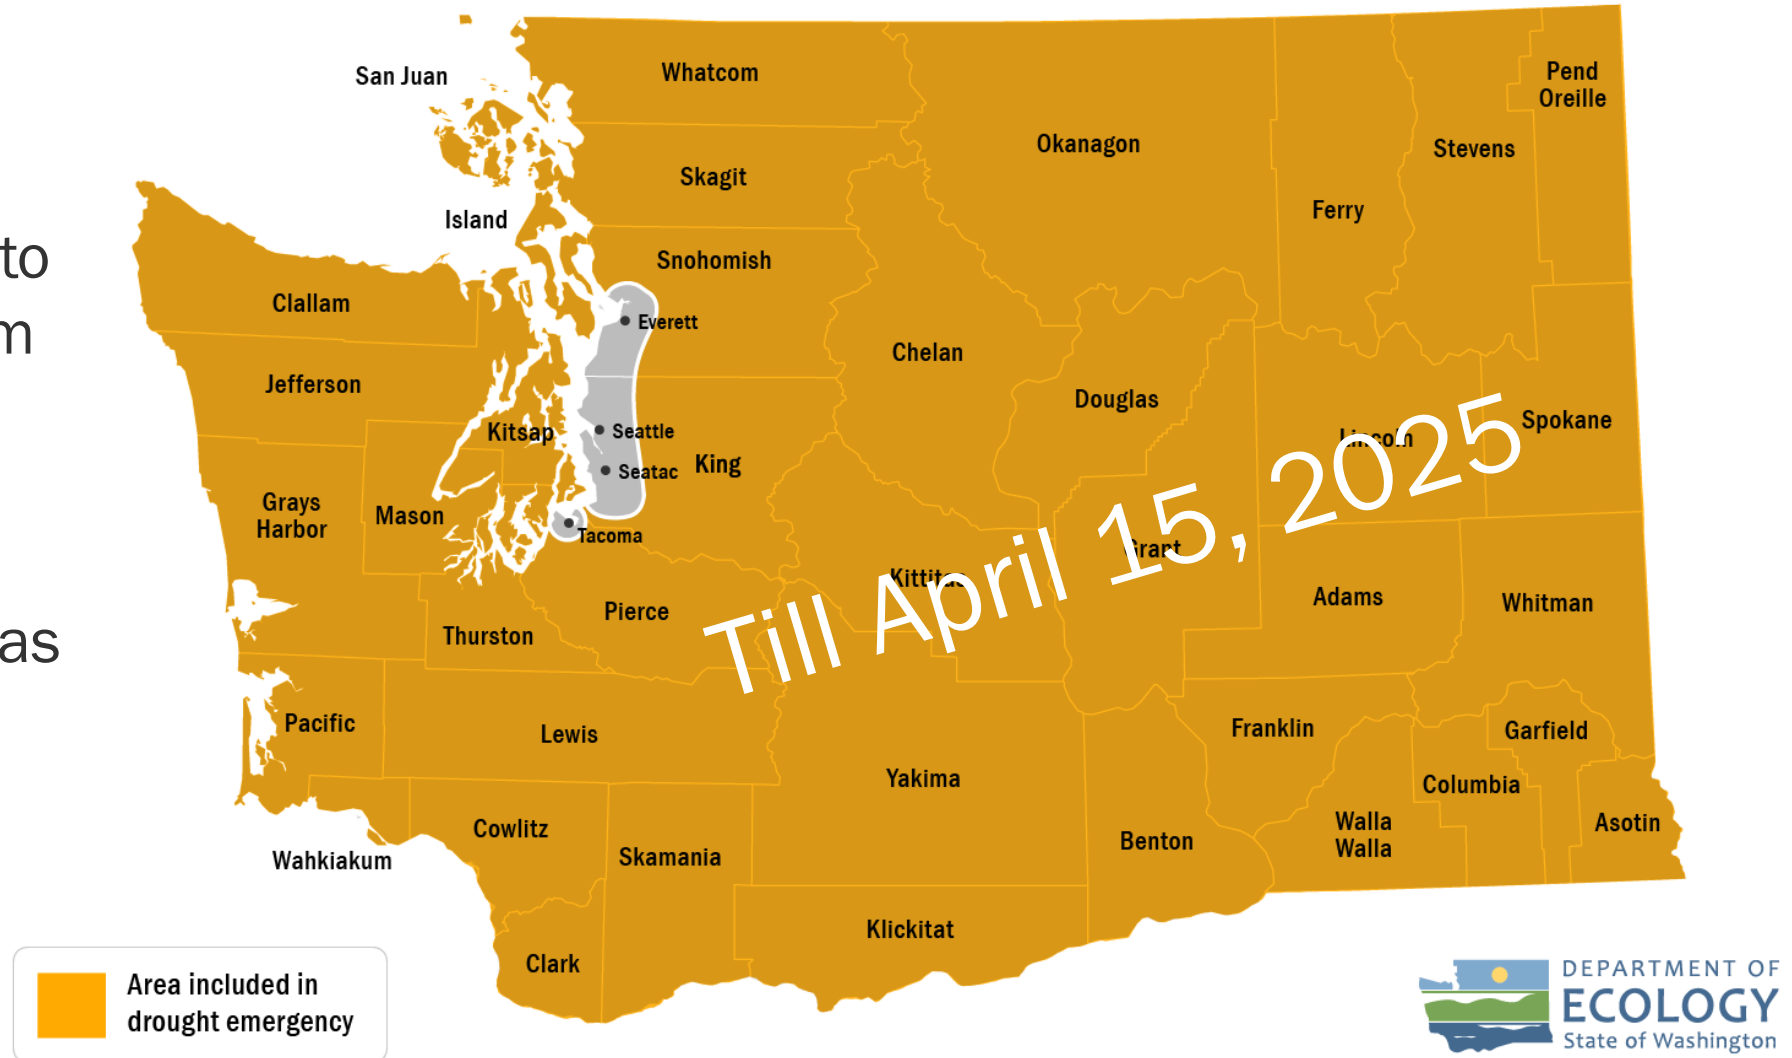 to
m
as
San Juan
Whatcom
Pend
Oreille
Okanagon
Stevens
Skagit
Ferry
Island
Snohomish
Clallam
Everett
Chelan
Jefferson
Douglas
Spokane
Kitsap
Seattle
Lincoln
King
Seatac
Grays
Harbor
Mason
Tacoma
Grant
Kittitas
Till April 15, 2025
Adams
Whitman
Pierce
Thurston
Pacific
Lewis
Franklin
Garfield
Yakima
Columbia
Cowlitz
Walla
Walla
Asotin
Benton
Skamania
Wahkiakum
Klickitat
Clark
Area included in
drought emergency
DEPARTMENT OF
ECOLOGY
State of Washington